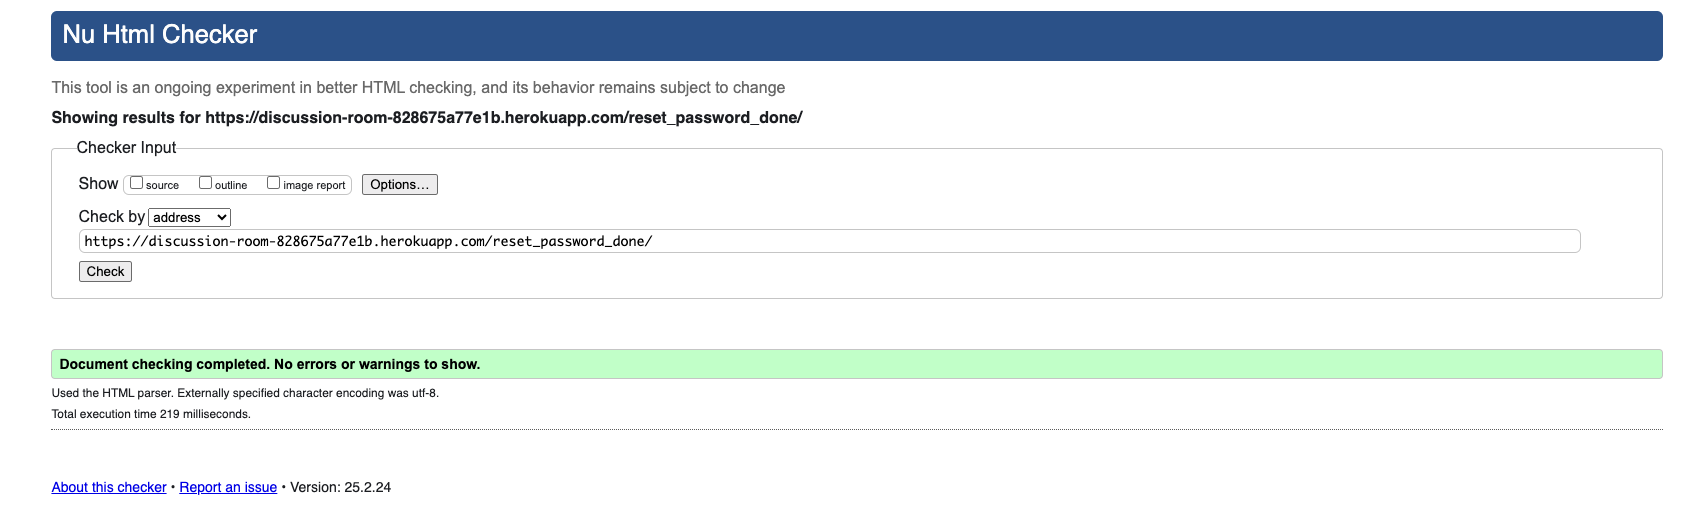 Nu Html Checker
This tool is an ongoing experiment in better HTML checking, and its behavior remains subject to change
Showing results for https://discussion-room-828675a77e1b.herokuapp.com/reset_password_done/
Checker Input
Show source outline image report Options...
Check by address
https://discussion-room-828675a77e1b.herokuapp.com/reset_password_done/
Check
Document checking completed. No errors or warnings to show.
Used the HTML parser. Externally specified character encoding was utf-8.
Total execution time 219 milliseconds.
About this checker • Report an issue • Version: 25.2.24